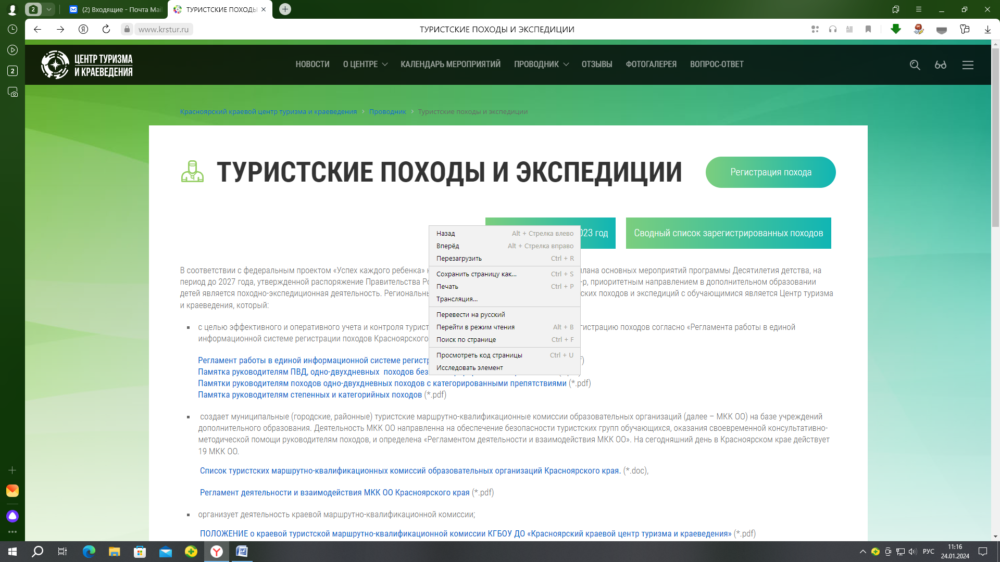 2
(2) Входящие - Почта Mai
ТУРИСТСКИЕ ПОХОДЫ
www.krstur.ru
ТУРИСТСКИЕ ПОХОДЫ И ЭКСПЕДИЦИИ
2
ЦЕНТР ТУРИЗМА
И КРАЕВЕДЕНИЯ
НОВОСТИ
О ЦЕНТРЕ
КАЛЕНДАРЬ МЕРОПРИЯТИЙ
ПРОВОДНИК
ОТЗЫВЫ
ФОТОГАЛЕРЕЯ
ВОПРОС-ОТВЕТ
Красноярский краевой центр туризма и краеведения > Проводник > Туристские походы и экспедиции
ТУРИСТСКИЕ ПОХОДЫ И ЭКСПЕДИЦИИ
Регистрация похода
023 год
Сводный список зарегистрированных походов
Назад Alt + Стрелка влево
Вперёд Alt + Стрелка вправо
Перезагрузить Ctrl + R
Сохранить страницу как... Ctrl + S
Печать Ctrl + P
Трансляция...
Перевести на русский
Перейти в режим чтения Alt + B
Поиск по странице Ctrl + F
Просмотреть код страницы Ctrl + U
Исследовать элемент
В соответствии с федеральным проектом «Успех каждого ребенка» плана основных мероприятий программы Десятилетия детства, на
период до 2027 года, утвержденной распоряжение Правительства -р, приоритетным направлением в дополнительном образовании
детей является походно-экспедиционная деятельность. ских походов и экспедиций с обучающимися является Центр туризма
и краеведения, который:
▪ с целью эффективного и оперативного учета и контроля турист гистрацию походов согласно «Регламента работы в единой
информационной системе регистрации походов Красноярского
Регламент работы в единой информационной системе регистр
Памятка руководителям ПВД, одно-двухдневных походов без
Памятки руководителям походов одно-двухдневных походов с категорированными препятствиями (*.pdf)
Памятка руководителям степенных и категорийных походов (*.pdf)
▪ создает муниципальные (городские, районные) туристские маршрутно-квалификационные комиссии образовательных организаций (далее – МКК ОО) на базе учреждений
дополнительного образования. Деятельность МКК ОО направлена на обеспечение безопасности туристских групп обучающихся, оказания своевременной консультативно-
методической помощи руководителям походов, и определена «Регламентом деятельности и взаимодействия МКК ОО». На сегодняшний день в Красноярском крае действует
19 МКК ОО.
Список туристских маршрутно-квалификационных комиссий образовательных организаций Красноярского края. (*.doc),
Регламент деятельности и взаимодействия МКК ОО Красноярского края (*.pdf)
▪ организует деятельность краевой маршрутно-квалификационной комиссии;
ПОЛОЖЕНИЕ о краевой туристской маршрутно-квалификационной комиссии КГБОУ ДО «Красноярский краевой центр туризма и краеведения» (*.pdf)
РУС
11:16
24.01.2024